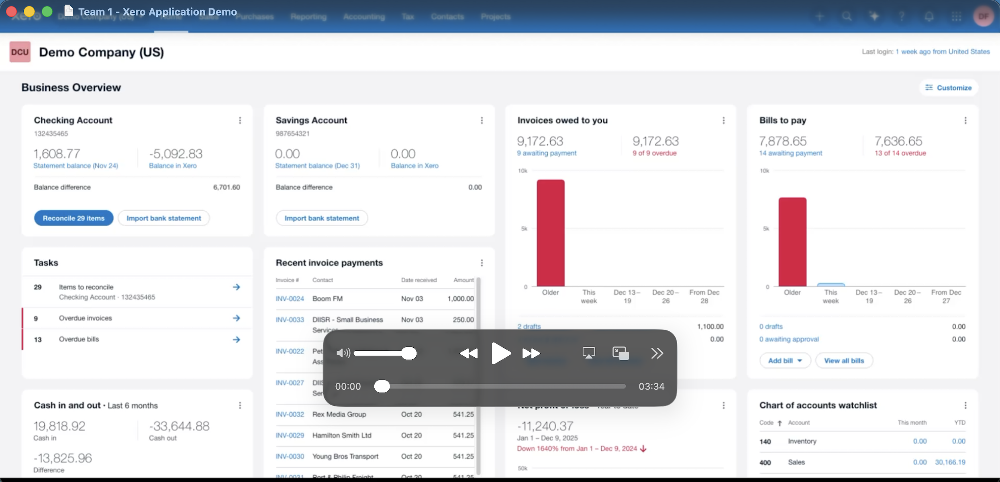 Team 1 - Xero Application Demo
xero Demo Company (US) Home Sales Purchases Reporting Accounting Tax Contacts Projects
? DF
DCU Demo Company (US)
Last login: 1 week ago from United States
Business Overview
Customize
Checking Account
132435465
1,608.77 -5,092.83
Statement balance (Nov 24) Balance in Xero
Balance difference 6,701.60
Reconcile 29 items Import bank statement
Savings Account
987654321
0.00 0.00
Statement balance (Dec 31) Balance in Xero
Balance difference 0.00
Import bank statement
Invoices owed to you
9,172.63 9,172.63
9 awaiting payment 9 of 9 overdue
10k
5k
0
Older This Dec 13– Dec 20– From Dec
week 19 26 28
2 drafts 1,100.00
0.00
Bills to pay
7,878.65 7,636.65
14 awaiting payment 13 of 14 overdue
10k
5k
0
Older This Dec 13– Dec 20– From Dec
week 19 26 27
0 drafts 0.00
0 awaiting approval 0.00
Add bill View all bills
Tasks
29 Items to reconcile
Checking Account · 132435465
9 Overdue invoices
13 Overdue bills
Recent invoice payments
Invoice # Contact Date received Amount
INV-0024 Boom FM Nov 03 1,000.00
INV-0033 DIISR - Small Business Nov 03 250.00
Services
INV-0022
INV-0027
INV-0032 Rex Media Group Oct 20 541.25
INV-0029 Hamilton Smith Ltd Oct 20 541.25
INV-0030 Young Bros Transport Oct 20 541.25
INV-0031 Port & Philip Freight Oct 20 541.25
00:00 03:34
Cash in and out · Last 6 months
19,818.92 -33,644.88
Cash in Cash out
-13,825.96
Difference
Net profit or loss · Year to date
-11,240.37
Jan 1 – Dec 9, 2025
Down 1640% from Jan 1 – Dec 9, 2024
50k
Chart of accounts watchlist
Code Account This month YTD
140 Inventory 0.00 0.00
400 Sales 0.00 30,166.19